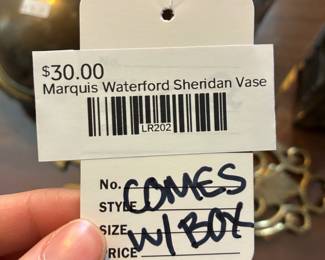 $30.00
Marquis Waterford Sheridan Vase
LR202
No.
STYLE COMES
SIZE
PRICE W/ BOX